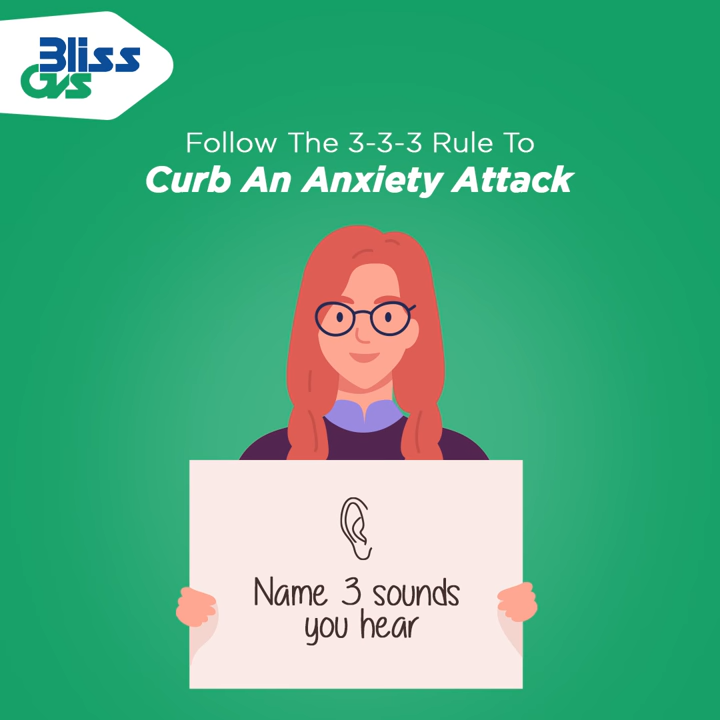 Bliss
GVS
Follow The 3-3-3 Rule To
Curb An Anxiety Attack
Name 3 sounds
you hear